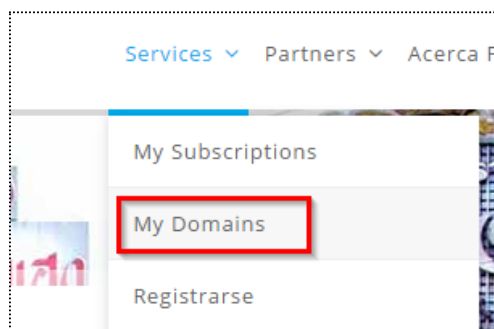 Services Partners Acerca
My Subscriptions
My Domains
Registrarse